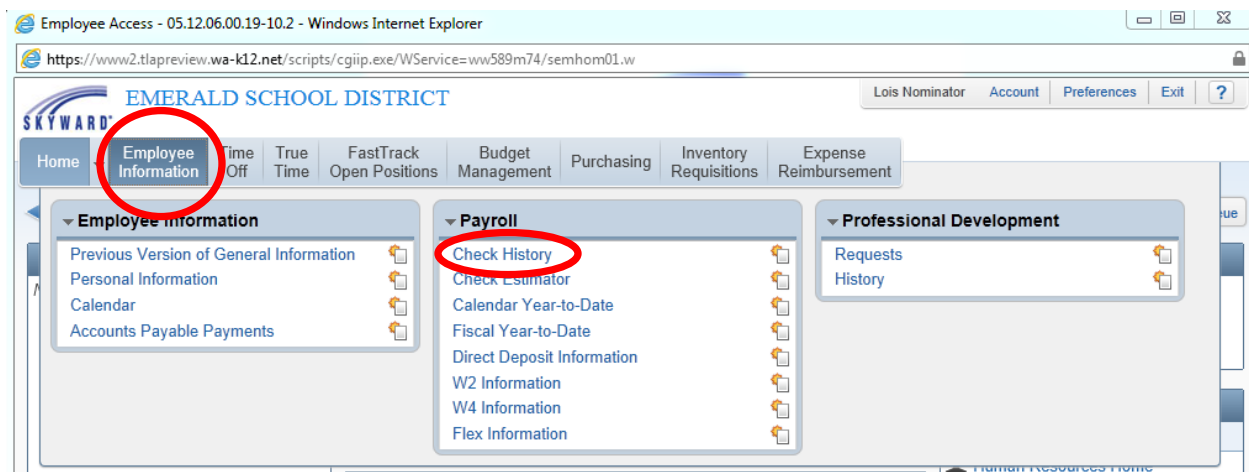 Employee Access - 05.12.06.00.19-10.2 - Windows Internet Explorer
https://www2.tlapreview.wa-k12.net/scripts/cgiip.exe/WService=ww589m74/semhom01.w
SKYWARD
EMERALD SCHOOL DISTRICT
Lois Nominator Account Preferences Exit ?
Home Employee Information Time Off True Time FastTrack Open Positions Budget Management Purchasing Inventory Requisitions Expense Reimbursement
Employee Information
Previous Version of General Information
Personal Information
Calendar
Accounts Payable Payments
Payroll
Check History
Check Estimator
Calendar Year-to-Date
Fiscal Year-to-Date
Direct Deposit Information
W2 Information
W4 Information
Flex Information
Professional Development
Requests
History
Human Resources Home